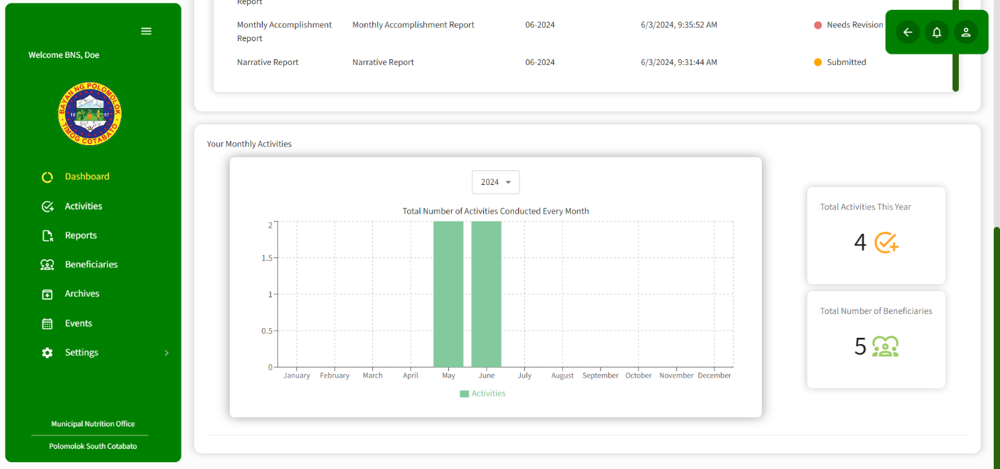 Welcome BNS, Doe
BAYAN NG POLOMOLOK
19 57
TIMOG COTABATO
Dashboard
Activities
Reports
Beneficiaries
Archives
Events
Settings
Municipal Nutrition Office
Polomolok South Cotabato
Report
Monthly Accomplishment Report
Monthly Accomplishment Report
06-2024
6/3/2024, 9:35:52 AM
Needs Revision
Narrative Report
Narrative Report
06-2024
6/3/2024, 9:31:44 AM
Submitted
Your Monthly Activities
2024
Total Number of Activities Conducted Every Month
2
1.5
1
0.5
0
January February March April May June July August September October November December
Activities
Total Activities This Year
4
Total Number of Beneficiaries
5